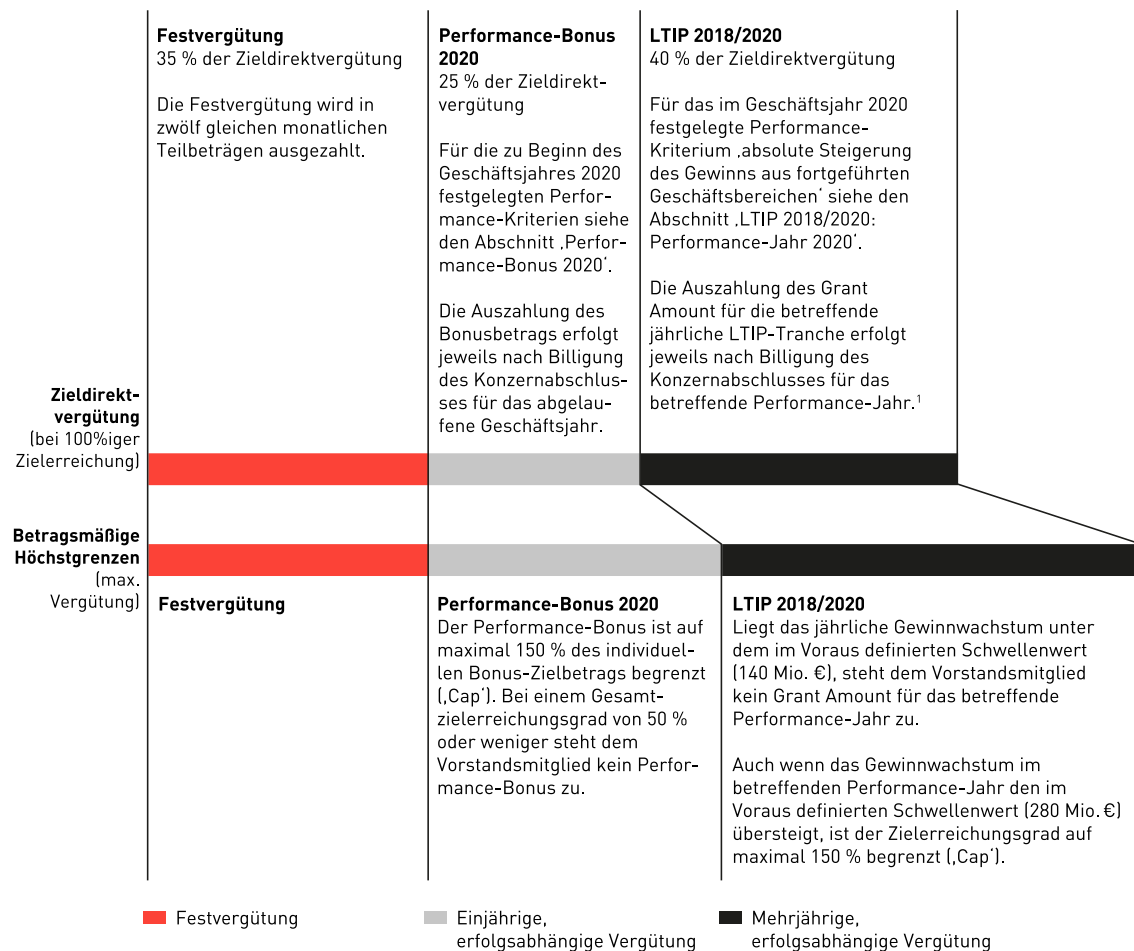 Festvergütung
35 % der Zieldirektvergütung
Die Festvergütung wird in
zwölf gleichen monatlichen
Teilbeträgen ausgezahlt.
Performance-Bonus
2020
25 % der Zieldirekt-
vergütung
Für die zu Beginn des
Geschäftsjahres 2020
festgelegten Perfor-
mance-Kriterien siehe
den Abschnitt ‚Perfor-
mance-Bonus 2020‘.
Die Auszahlung des
Bonusbetrags erfolgt
jeweils nach Billigung
des Konzernabschlus-
ses für das abgelau-
fene Geschäftsjahr.
LTIP 2018/2020
40 % der Zieldirektvergütung
Für das im Geschäftsjahr 2020
festgelegte Performance-
Kriterium ‚absolute Steigerung
des Gewinns aus fortgeführten
Geschäftsbereichen‘ siehe den
Abschnitt ‚LTIP 2018/2020:
Performance-Jahr 2020‘.
Die Auszahlung des Grant
Amount für die betreffende
jährliche LTIP-Tranche erfolgt
jeweils nach Billigung des
Konzernabschlusses für das
betreffende Performance-Jahr.¹
Zieldirekt-
vergütung
(bei 100%iger
Zielerreichung)
Betragsmäßige
Höchstgrenzen
(max.
Vergütung)
Festvergütung
Performance-Bonus 2020
Der Performance-Bonus ist auf
maximal 150 % des individuel-
len Bonus-Zielbetrags begrenzt
(‚Cap‘). Bei einem Gesamt-
zielerreichungsgrad von 50 %
oder weniger steht dem
Vorstandsmitglied kein Perfor-
mance-Bonus zu.
LTIP 2018/2020
Liegt das jährliche Gewinnwachstum unter
dem im Voraus definierten Schwellenwert
(140 Mio. €), steht dem Vorstandsmitglied
kein Grant Amount für das betreffende
Performance-Jahr zu.
Auch wenn das Gewinnwachstum im
betreffenden Performance-Jahr den im
Voraus definierten Schwellenwert (280 Mio. €)
übersteigt, ist der Zielerreichungsgrad auf
maximal 150 % begrenzt (‚Cap‘).
Festvergütung
Einjährige,
erfolgsabhängige Vergütung
Mehrjährige,
erfolgsabhängige Vergütung